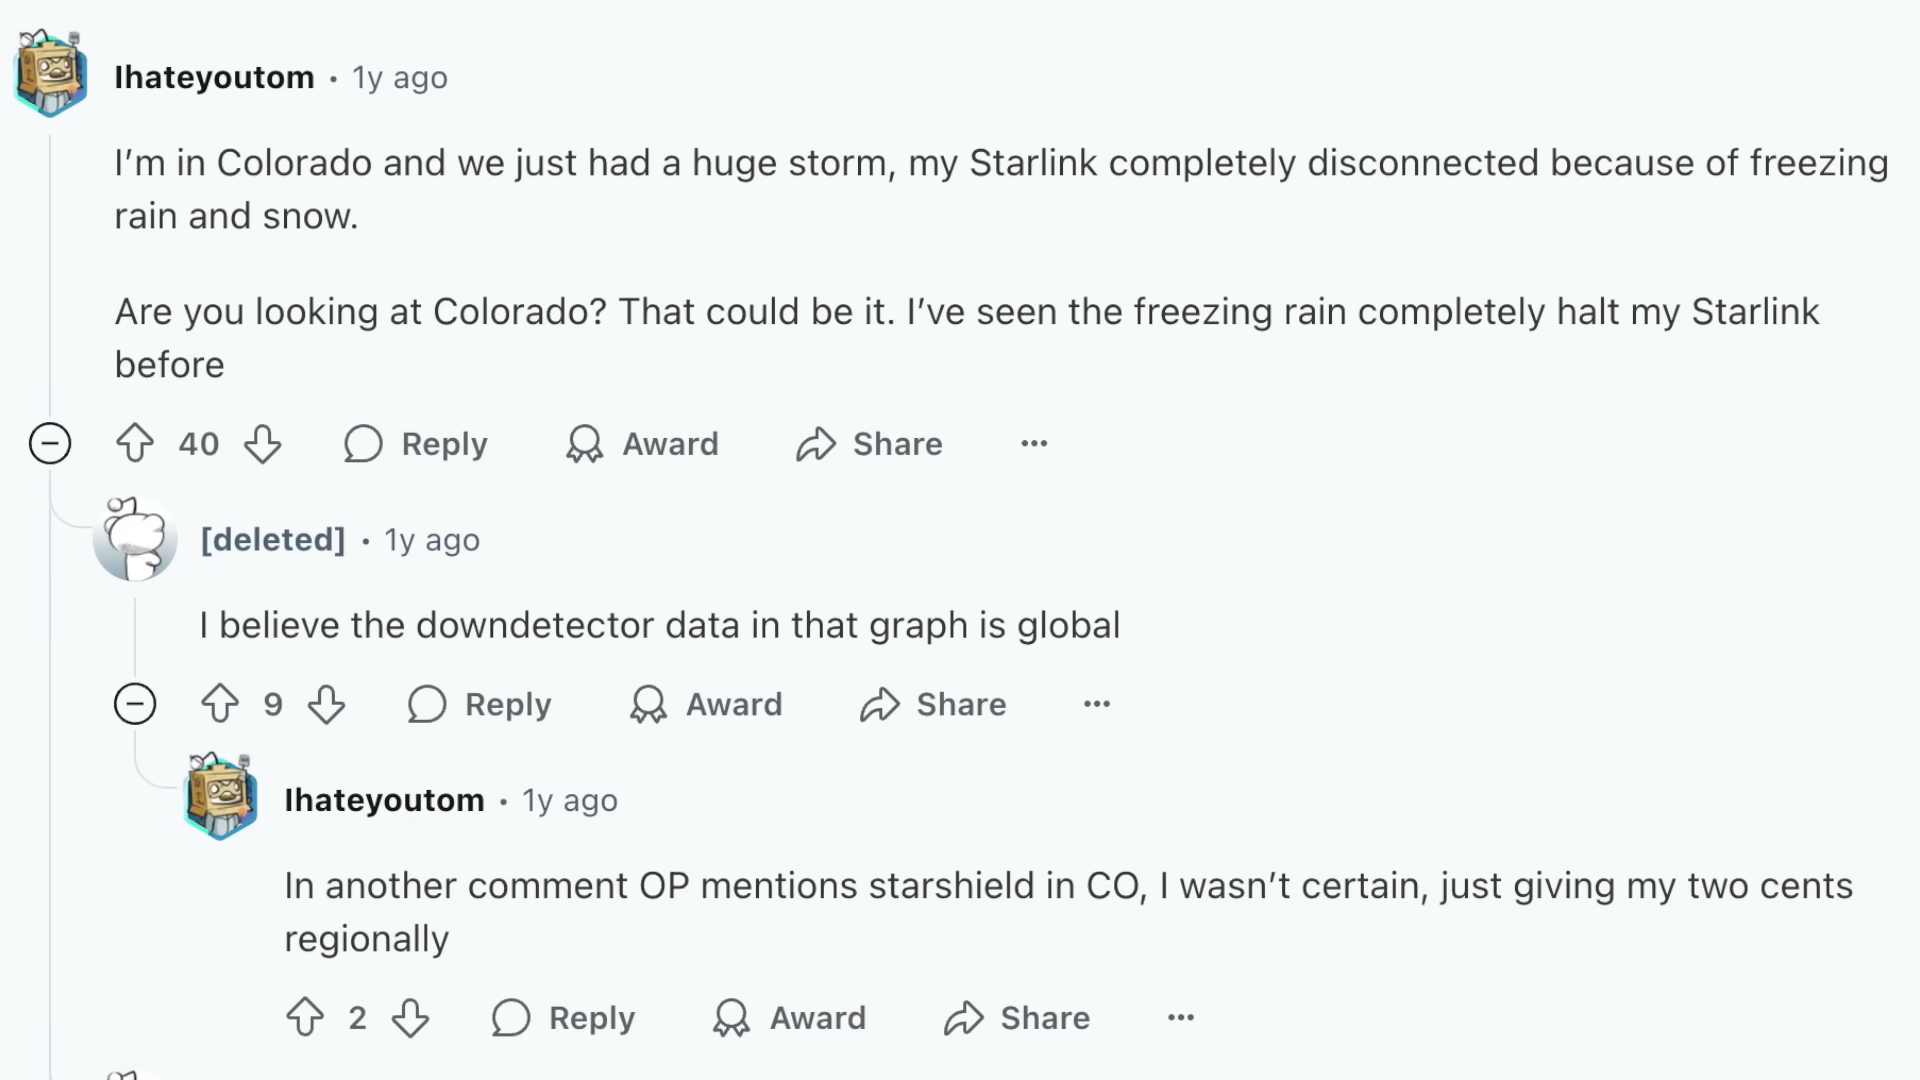 Ihateyoutom • 1y ago
I’m in Colorado and we just had a huge storm, my Starlink completely disconnected because of freezing
rain and snow.
Are you looking at Colorado? That could be it. I’ve seen the freezing rain completely halt my Starlink
before
40 Reply Award Share ...
[deleted] • 1y ago
I believe the downdetector data in that graph is global
9 Reply Award Share ...
Ihateyoutom • 1y ago
In another comment OP mentions starshield in CO, I wasn’t certain, just giving my two cents
regionally
2 Reply Award Share ...